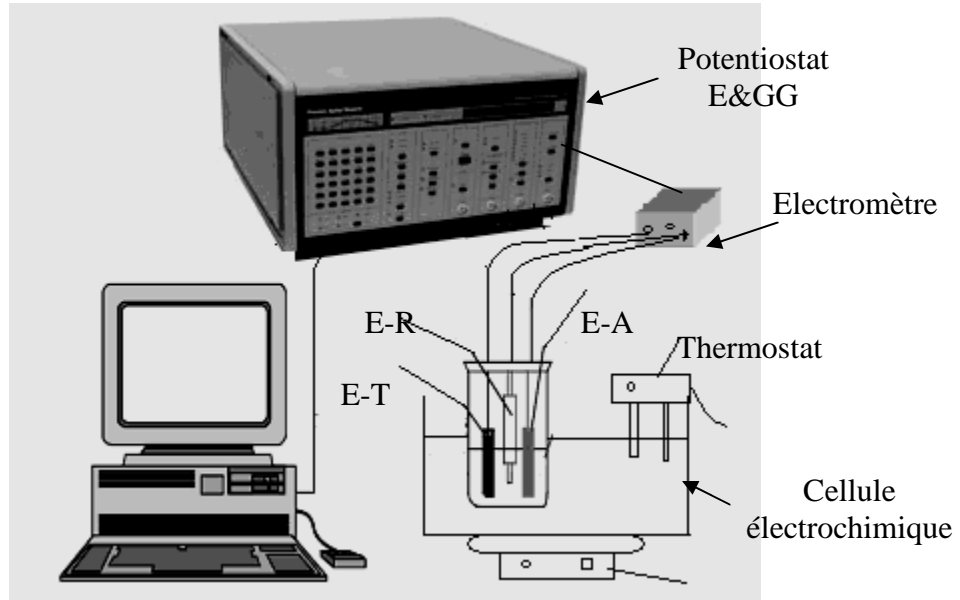 Potentiostat
E&GG
Electromètre
E-R
E-A
Thermostat
E-T
Cellule
électrochimique